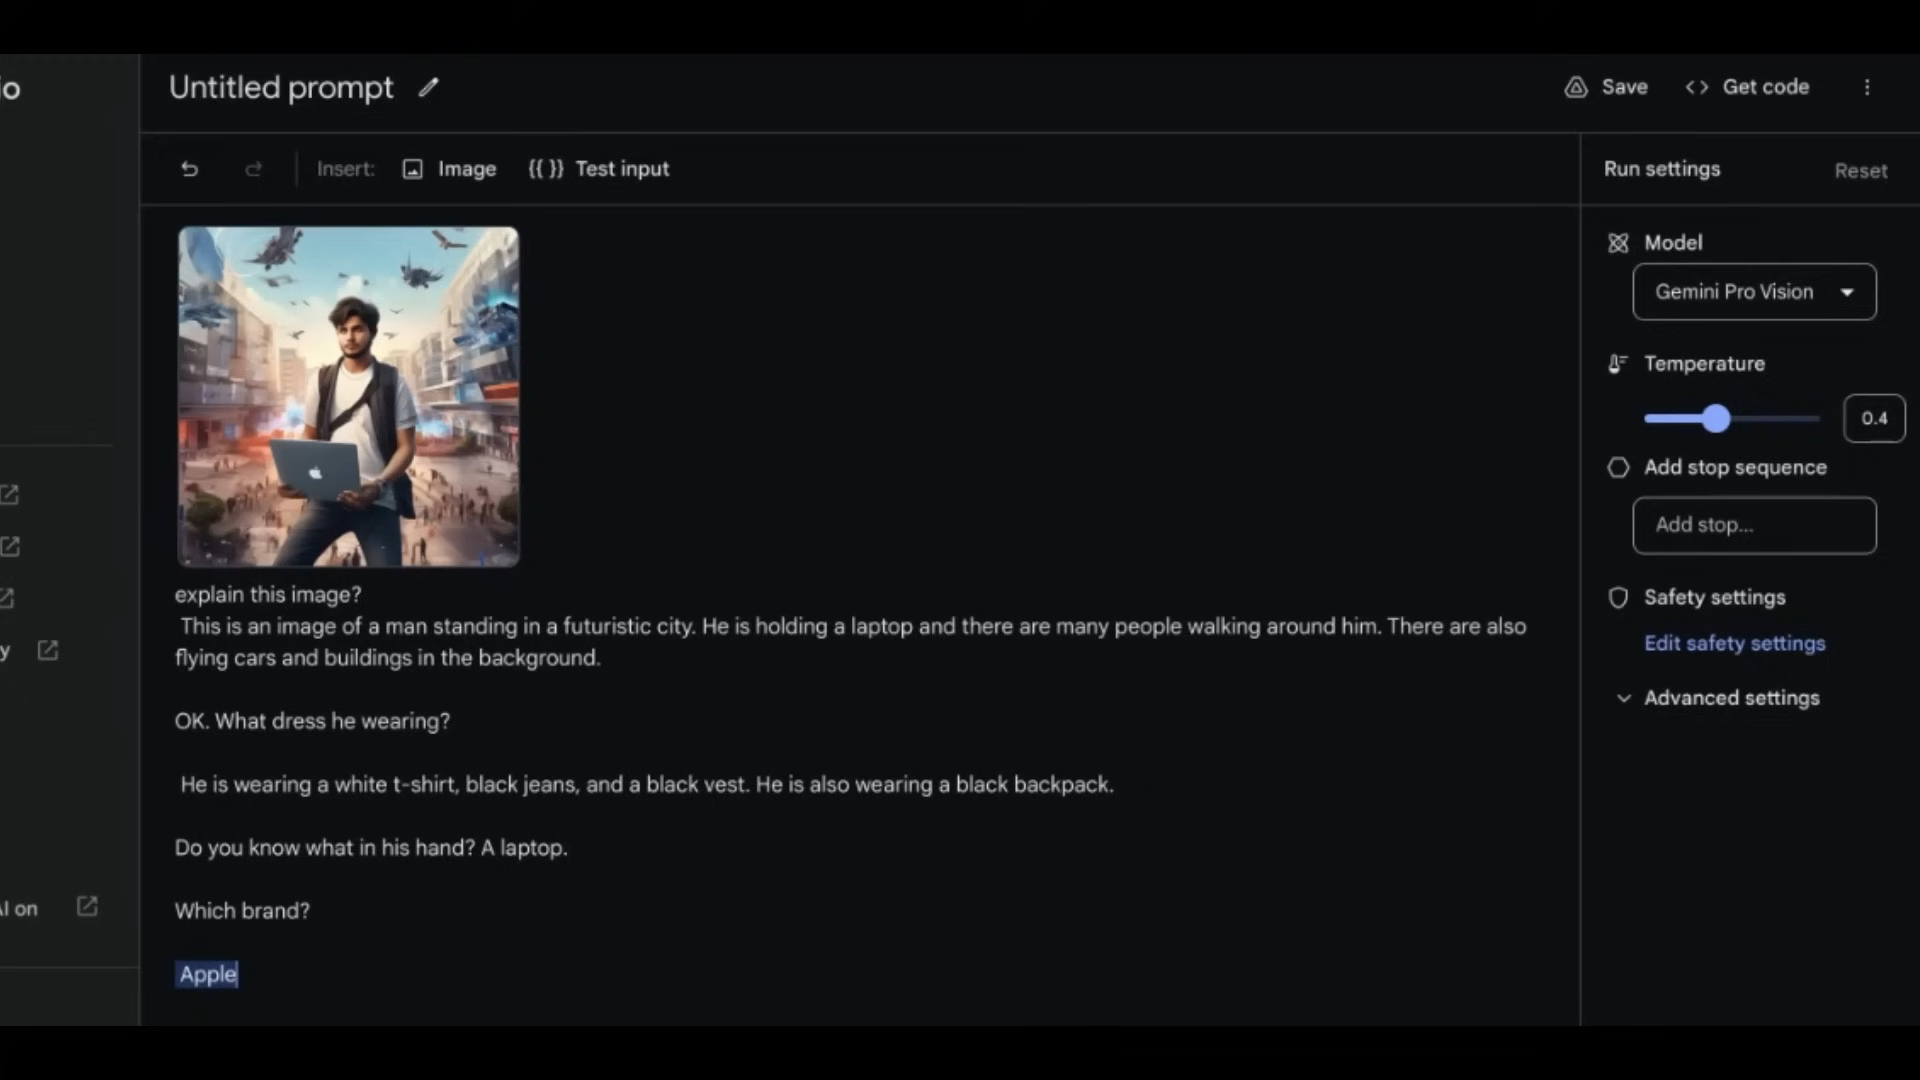 io
Untitled prompt
Save
Get code
Insert:
Image
{{ }} Test input
Run settings
Reset
Model
Gemini Pro Vision
Temperature
0.4
Add stop sequence
Add stop...
Safety settings
Edit safety settings
Advanced settings
explain this image?
This is an image of a man standing in a futuristic city. He is holding a laptop and there are many people walking around him. There are also
flying cars and buildings in the background.
OK. What dress he wearing?
He is wearing a white t-shirt, black jeans, and a black vest. He is also wearing a black backpack.
Do you know what in his hand? A laptop.
Which brand?
Apple
y
AI on